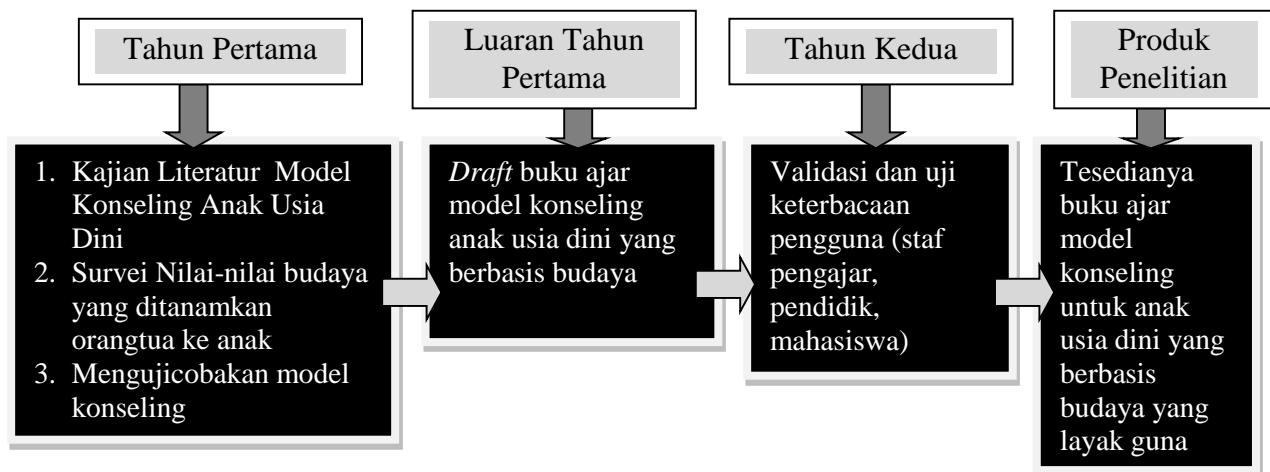 Tahun Pertama
1. Kajian Literatur Model
Konseling Anak Usia
Dini
2. Survei Nilai-nilai budaya
yang ditanamkan
orangtua ke anak
3. Mengujicobakan model
konseling
Luaran Tahun
Pertama
Draft buku ajar
model konseling
anak usia dini yang
berbasis budaya
Tahun Kedua
Validasi dan uji
keterbacaan
pengguna (staf
pengajar,
pendidik,
mahasiswa)
Produk
Penelitian
Tesedianya
buku ajar
model
konseling
untuk anak
usia dini yang
berbasis
budaya yang
layak guna